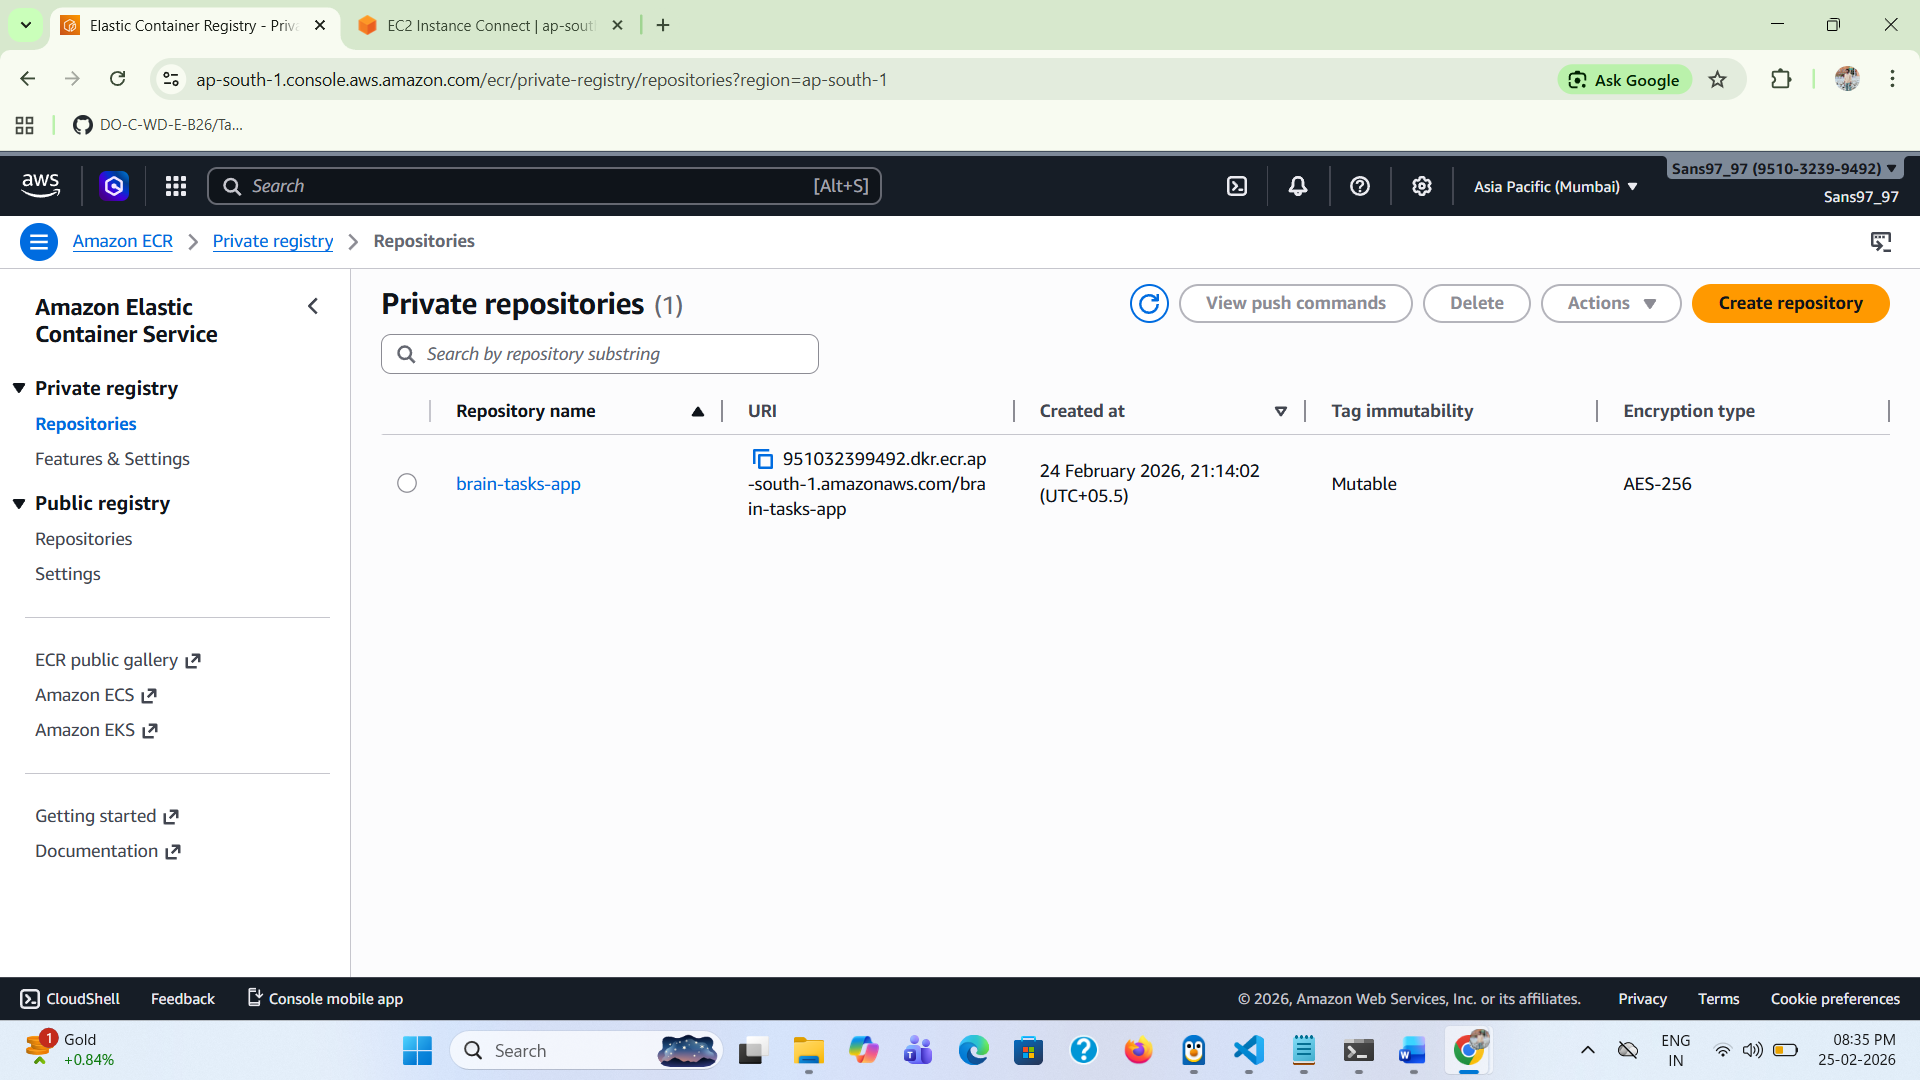 Elastic Container Registry - Priva
EC2 Instance Connect | ap-sout
ap-south-1.console.aws.amazon.com/ecr/private-registry/repositories?region=ap-south-1
Ask Google
DO-C-WD-E-B26/Ta...
aws
Search
[Alt+S]
Asia Pacific (Mumbai)
Sans97_97 (9510-3239-9492)
Sans97_97
Amazon ECR
Private registry
Repositories
Amazon Elastic
Container Service
Private registry
Repositories
Features & Settings
Public registry
Repositories
Settings
ECR public gallery
Amazon ECS
Amazon EKS
Getting started
Documentation
Private repositories (1)
View push commands
Delete
Actions
Create repository
Search by repository substring
Repository name
URI
Created at
Tag immutability
Encryption type
brain-tasks-app
951032399492.dkr.ecr.ap
-south-1.amazonaws.com/bra
in-tasks-app
24 February 2026, 21:14:02
(UTC+05.5)
Mutable
AES-256
CloudShell
Feedback
Console mobile app
© 2026, Amazon Web Services, Inc. or its affiliates.
Privacy
Terms
Cookie preferences
1
Gold
+0.84%
Search
ENG
IN
08:35 PM
25-02-2026